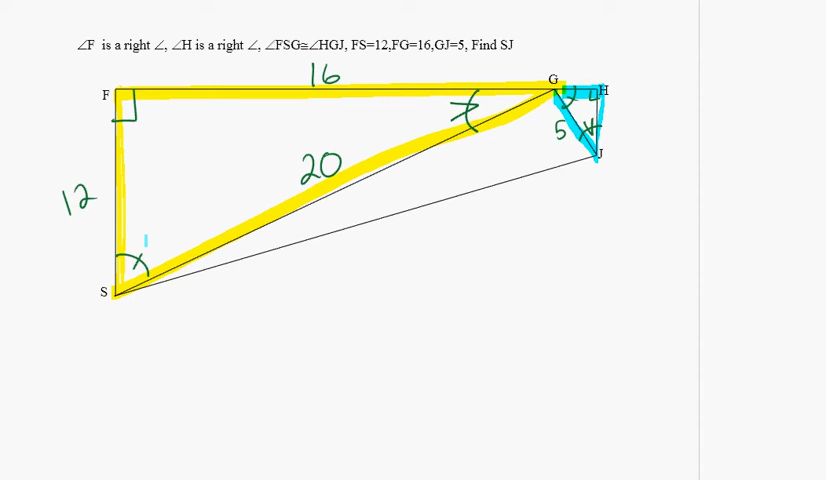 ∠F is a right ∠, ∠H is a right ∠, ∠FSG≅∠HGJ, FS=12,FG=16,GJ=5, Find SJ
16
G
F
H
5
J
20
12
S